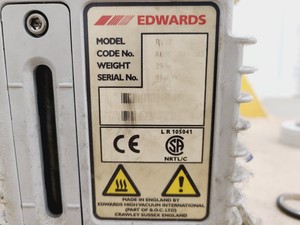 EDWARDS
MODEL
CODE No.
WEIGHT
SERIAL No.
LR 105041
CE
SA
NRTL/C
MADE IN ENGLAND BY
EDWARDS HIGH VACUUM INTERNATIONAL
(PART OF B.O.C. LTD)
CRAWLEY SUSSEX ENGLAND